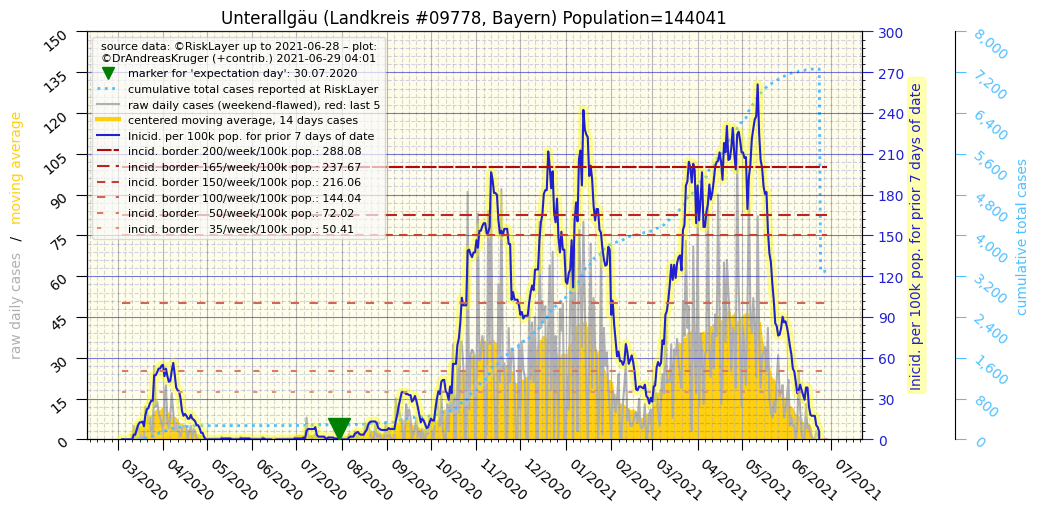 Unterallgäu (Landkreis #09778, Bayern) Population=144041
source data: ©RiskLayer up to 2021-06-28 – plot:
©DrAndreasKruger (+contrib.) 2021-06-29 04:01
marker for 'expectation day': 30.07.2020
cumulative total cases reported at RiskLayer
raw daily cases (weekend-flawed), red: last 5
centered moving average, 14 days cases
Inicid. per 100k pop. for prior 7 days of date
incid. border 200/week/100k pop.: 288.08
incid. border 165/week/100k pop.: 237.67
incid. border 150/week/100k pop.: 216.06
incid. border 100/week/100k pop.: 144.04
incid. border 50/week/100k pop.: 72.02
incid. border 35/week/100k pop.: 50.41
raw daily cases / moving average
150
135
120
105
90
75
60
45
30
15
0
03/2020
04/2020
05/2020
06/2020
07/2020
08/2020
09/2020
10/2020
11/2020
12/2020
01/2021
02/2021
03/2021
04/2021
05/2021
06/2021
07/2021
300
270
240
210
180
150
120
90
60
30
0
Inicid. per 100k pop. for prior 7 days of date
8,000
7,200
6,400
5,600
4,800
4,000
3,200
2,400
1,600
800
0
cumulative total cases